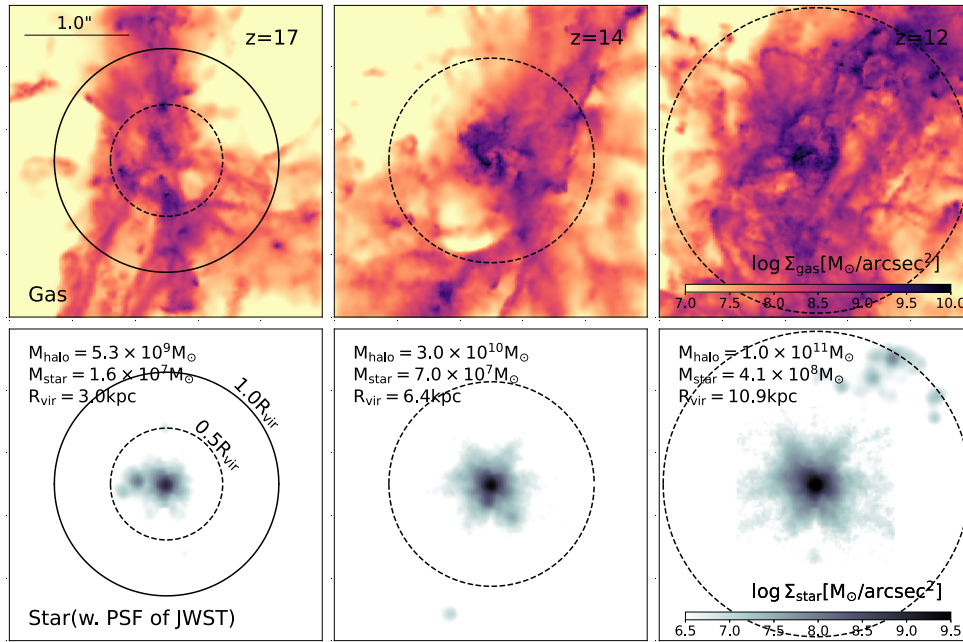 1.0"
z=17
z=14
z=12
Gas
log Σgas[M⊙/arcsec²]
7.0 7.5 8.0 8.5 9.0 9.5 10.0
Mhalo = 5.3 × 10⁹M⊙
Mstar = 1.6 × 10⁷M⊙
Rvir = 3.0kpc
1.0Rvir
0.5Rvir
Star(w. PSF of JWST)
Mhalo = 3.0 × 10¹⁰M⊙
Mstar = 7.0 × 10⁷M⊙
Rvir = 6.4kpc
Mhalo = 1.0 × 10¹¹M⊙
Mstar = 4.1 × 10⁸M⊙
Rvir = 10.9kpc
log Σstar[M⊙/arcsec²]
6.5 7.0 7.5 8.0 8.5 9.0 9.5